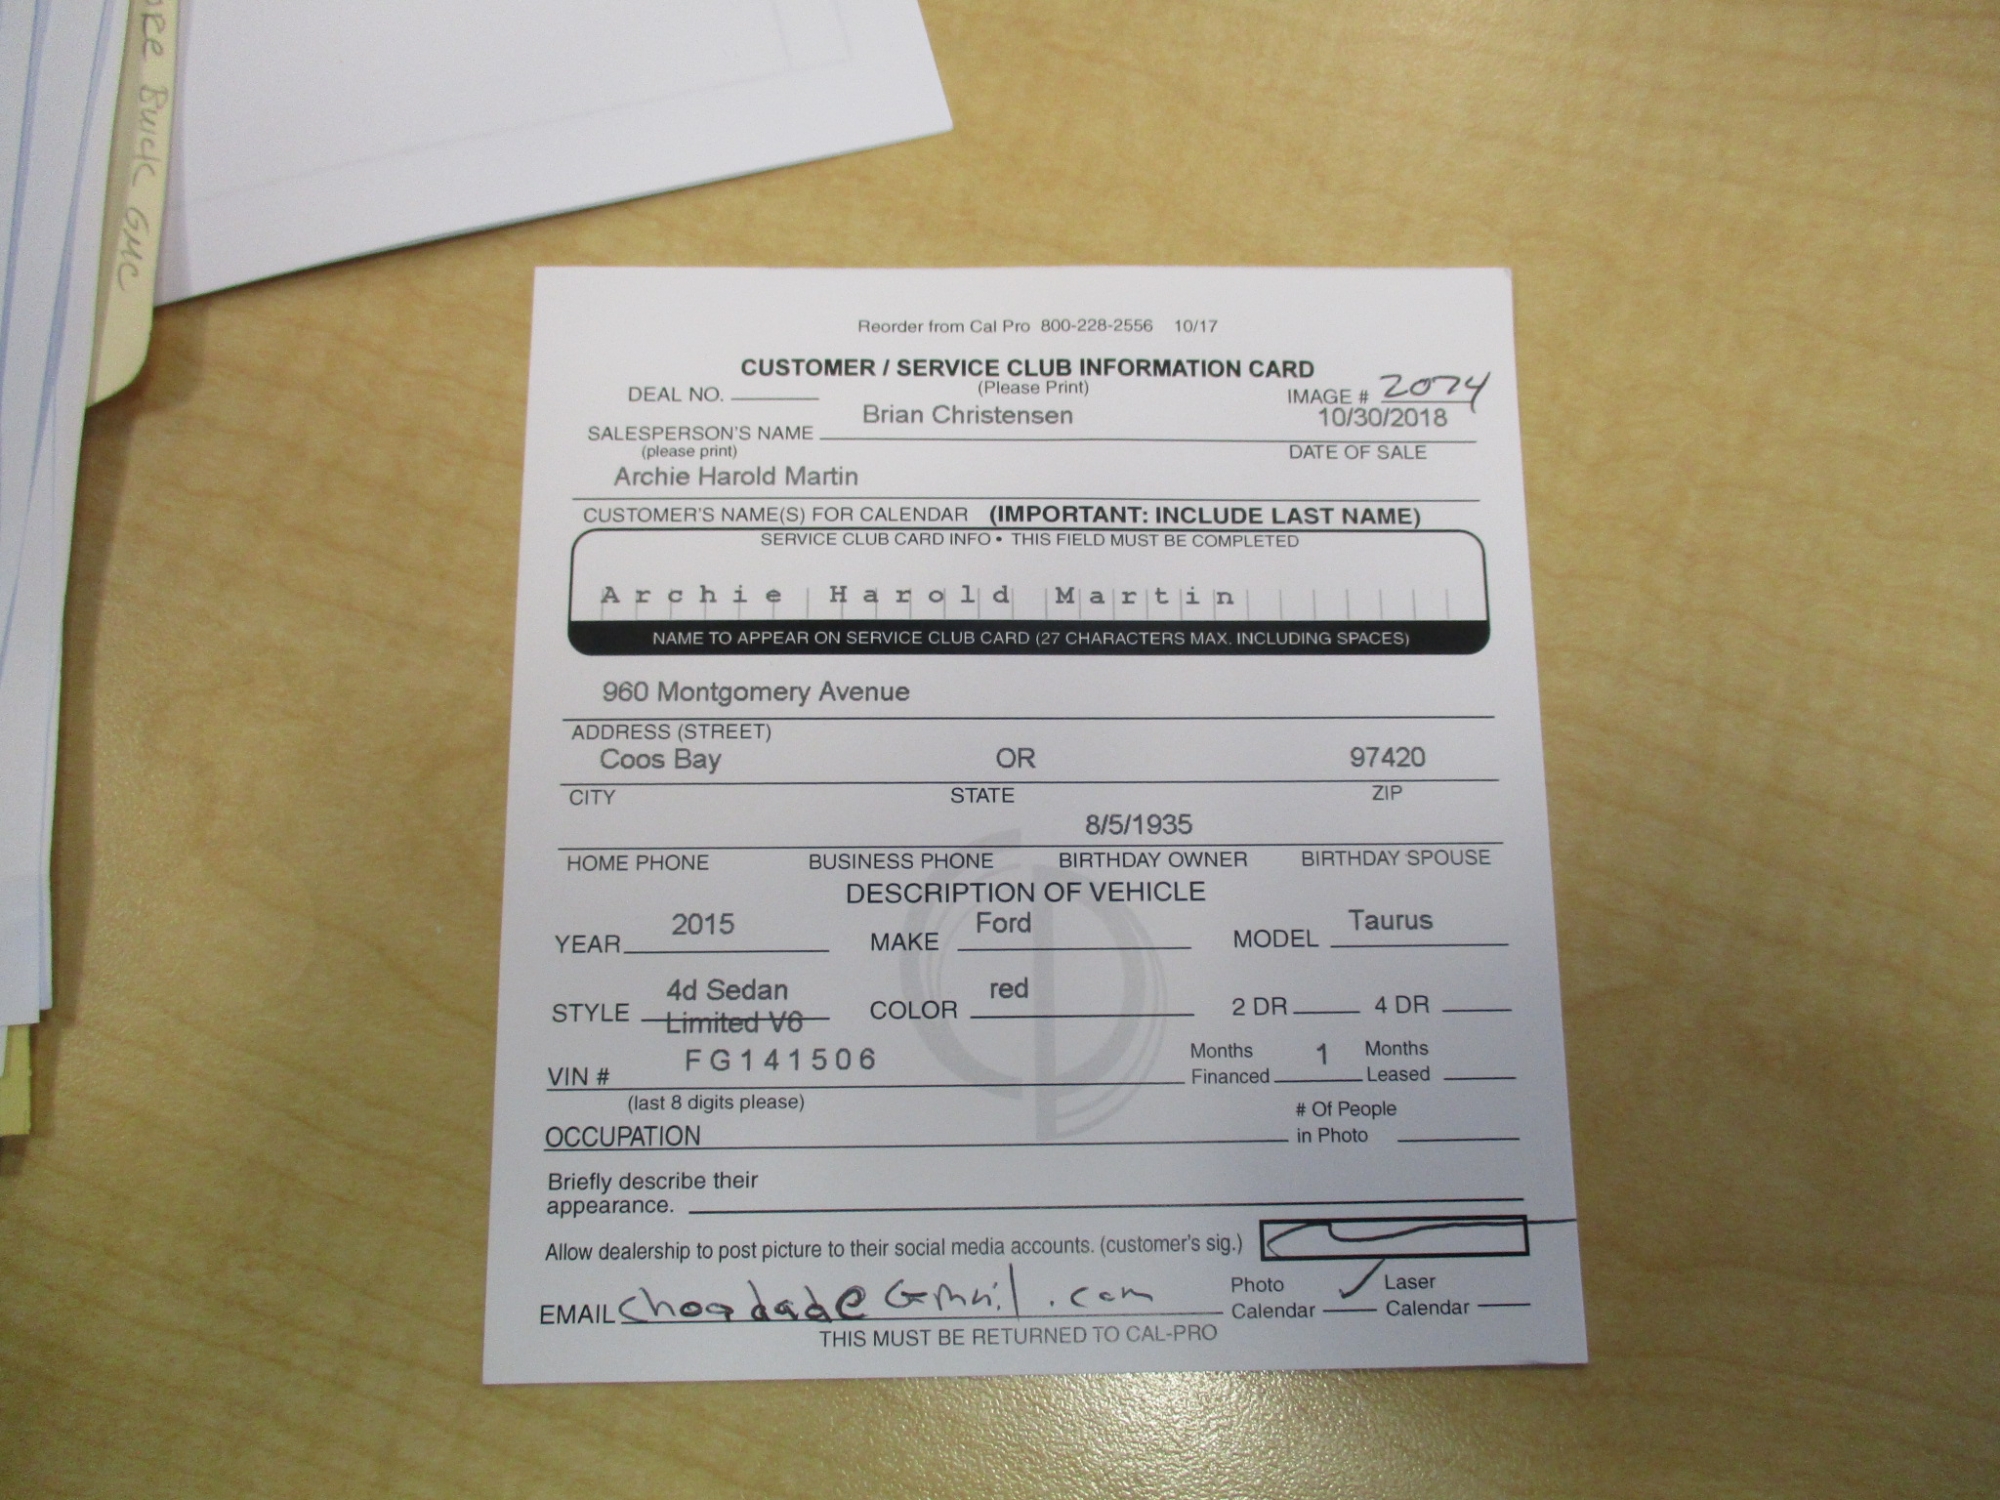 Buick GMC
Reorder from Cal Pro 800-228-2556 10/17
CUSTOMER / SERVICE CLUB INFORMATION CARD
(Please Print)
DEAL NO. IMAGE # 2074
Brian Christensen 10/30/2018
SALESPERSON'S NAME
(please print) DATE OF SALE
Archie Harold Martin
CUSTOMER'S NAME(S) FOR CALENDAR (IMPORTANT: INCLUDE LAST NAME)
SERVICE CLUB CARD INFO • THIS FIELD MUST BE COMPLETED
Archie Harold Martin
NAME TO APPEAR ON SERVICE CLUB CARD (27 CHARACTERS MAX. INCLUDING SPACES)
960 Montgomery Avenue
ADDRESS (STREET)
Coos Bay OR 97420
CITY STATE ZIP
8/5/1935
HOME PHONE BUSINESS PHONE BIRTHDAY OWNER BIRTHDAY SPOUSE
DESCRIPTION OF VEHICLE
YEAR 2015 MAKE Ford MODEL Taurus
4d Sedan
STYLE Limited V6 COLOR red 2 DR 4 DR
VIN # FG141506 Months Financed 1 Months Leased
(last 8 digits please)
OCCUPATION # Of People in Photo
Briefly describe their
appearance.
Allow dealership to post picture to their social media accounts. (customer's sig.)
EMAIL Gmail.com Photo Calendar Laser Calendar
THIS MUST BE RETURNED TO CAL-PRO